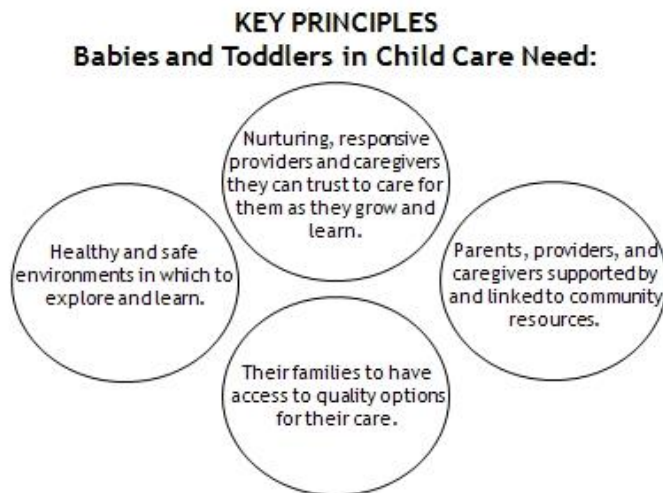 KEY PRINCIPLES
Babies and Toddlers in Child Care Need:
Nurturing, responsive
providers and caregivers
they can trust to care for
them as they grow and
learn.
Healthy and safe
environments in which to
explore and learn.
Parents, providers, and
caregivers supported by
and linked to community
resources.
Their families to have
access to quality options
for their care.